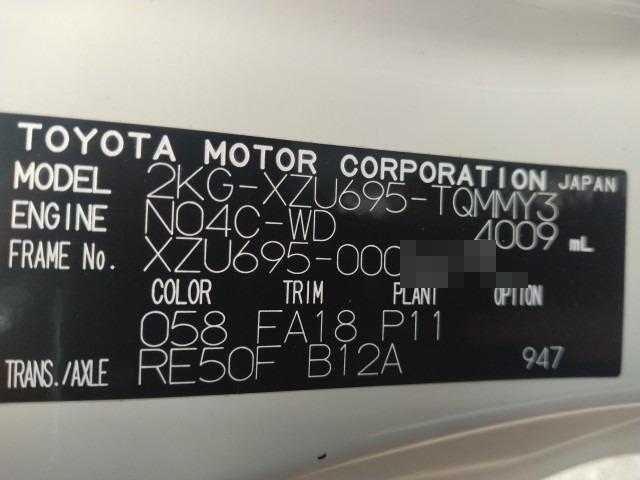 TOYOTA MOTOR CORPORATION JAPAN
MODEL 2KG-XZU695-TQMMY3
ENGINE N04C-WD 4009 mL
FRAME No. XZU695-000
COLOR TRIM PLANT OPTION
058 FA18 P11
TRANS./AXLE RE50F B12A 947